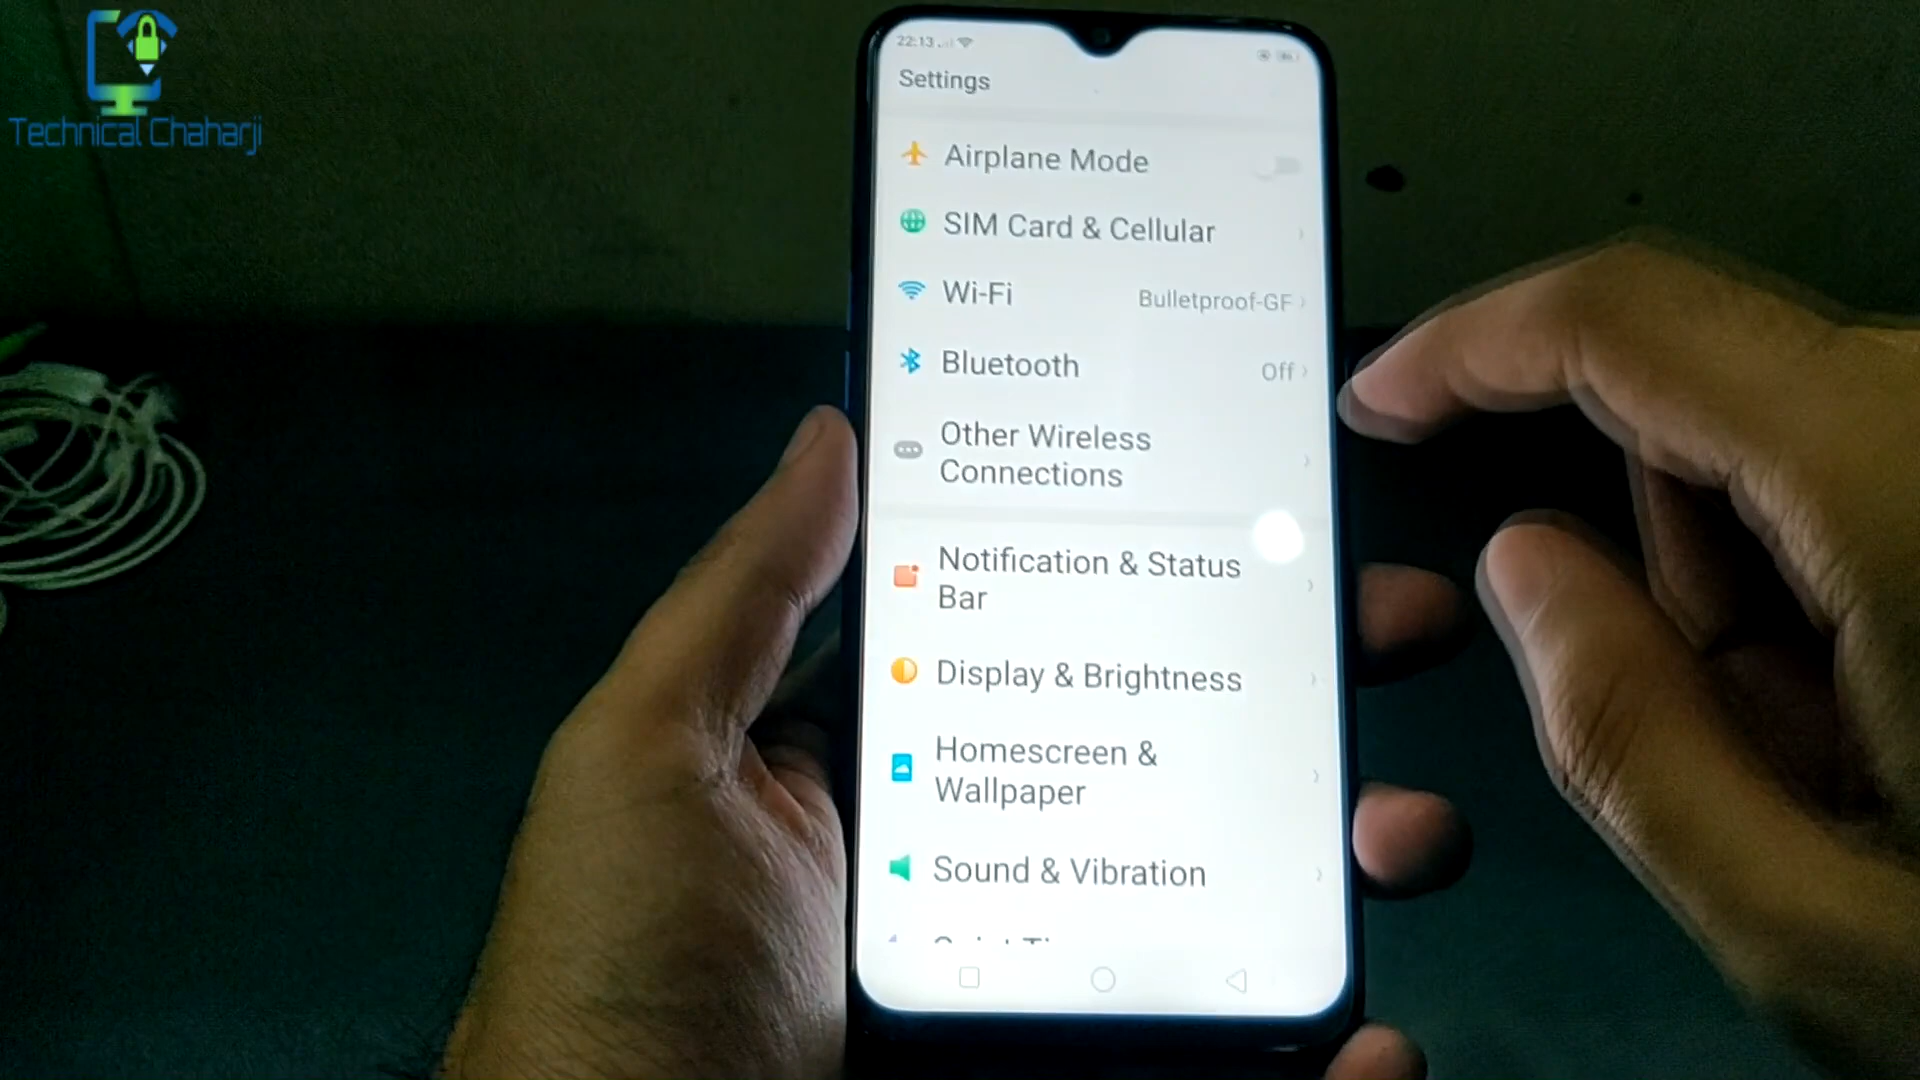 Technical Chaharji
22:13
Settings
Airplane Mode
SIM Card & Cellular
Wi-Fi
Bulletproof-GF
Bluetooth
Off
Other Wireless
Connections
Notification & Status
Bar
Display & Brightness
Homescreen &
Wallpaper
Sound & Vibration